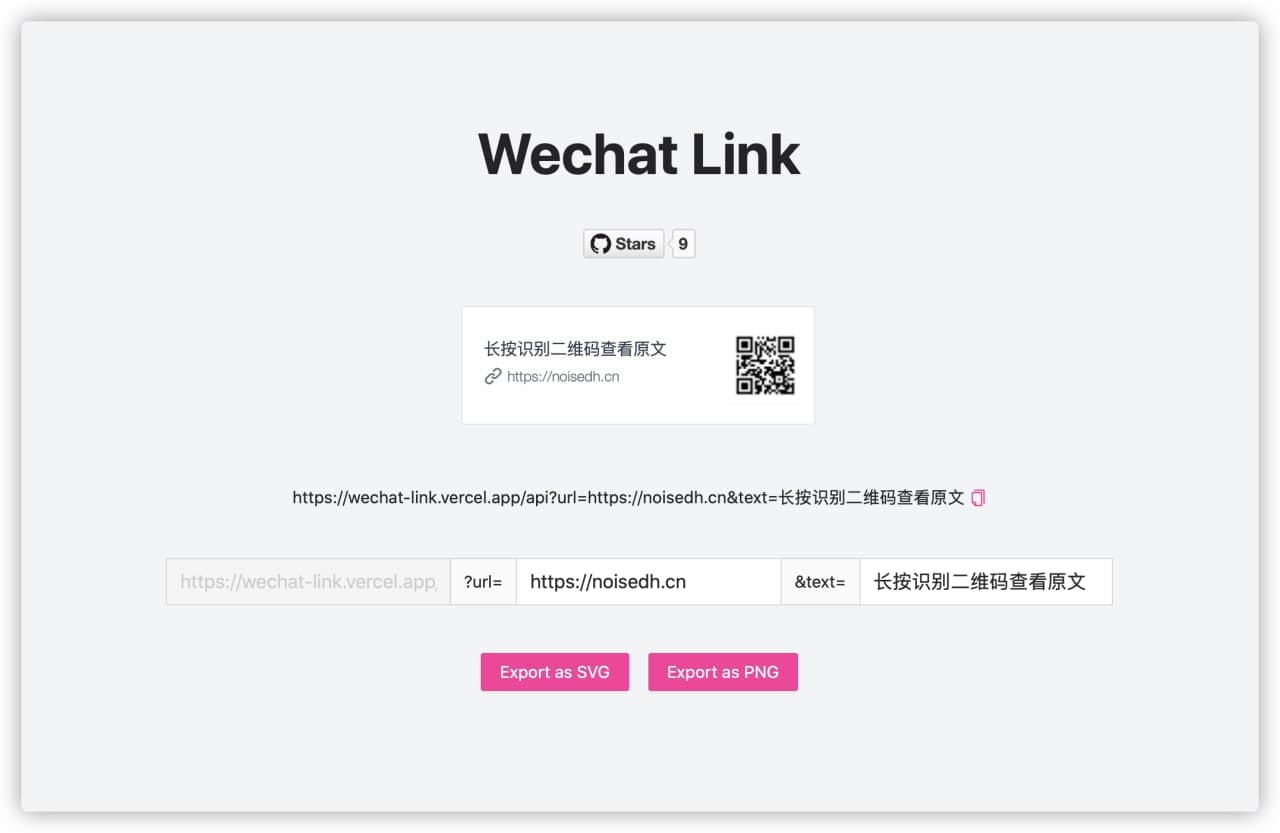 Wechat Link
Stars 9
长按识别二维码查看原文
https://noisedh.cn
https://wechat-link.vercel.app/api?url=https://noisedh.cn&text=长按识别二维码查看原文
https://wechat-link.vercel.app/ ?url= https://noisedh.cn &text= 长按识别二维码查看原文
Export as SVG Export as PNG